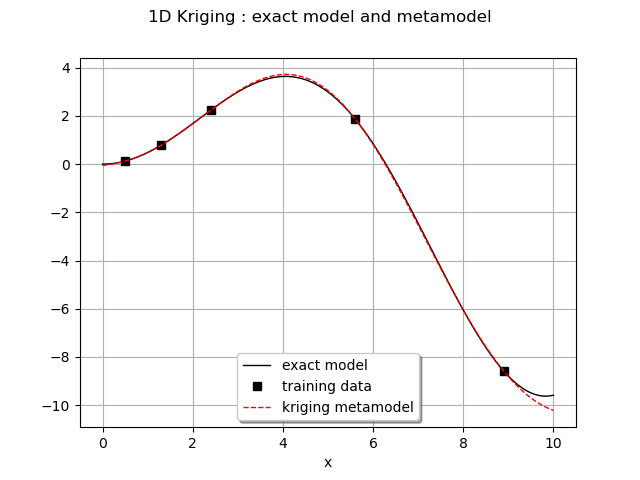 1D Kriging : exact model and metamodel
4
2
0
−2
−4
−6
−8
−10
exact model
training data
kriging metamodel
0 2 4 6 8 10
x